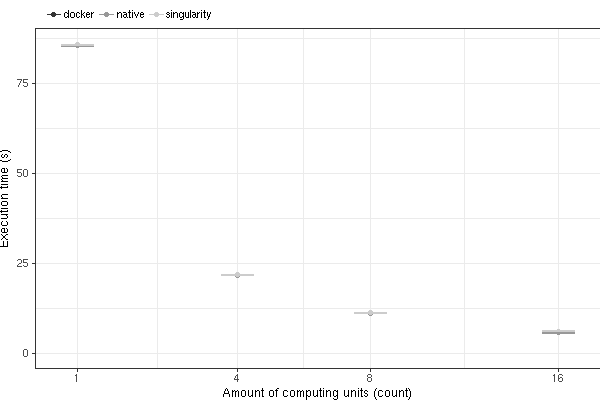 docker native singularity
75
50
25
0
1 4 8 16
Execution time (s)
Amount of computing units (count)